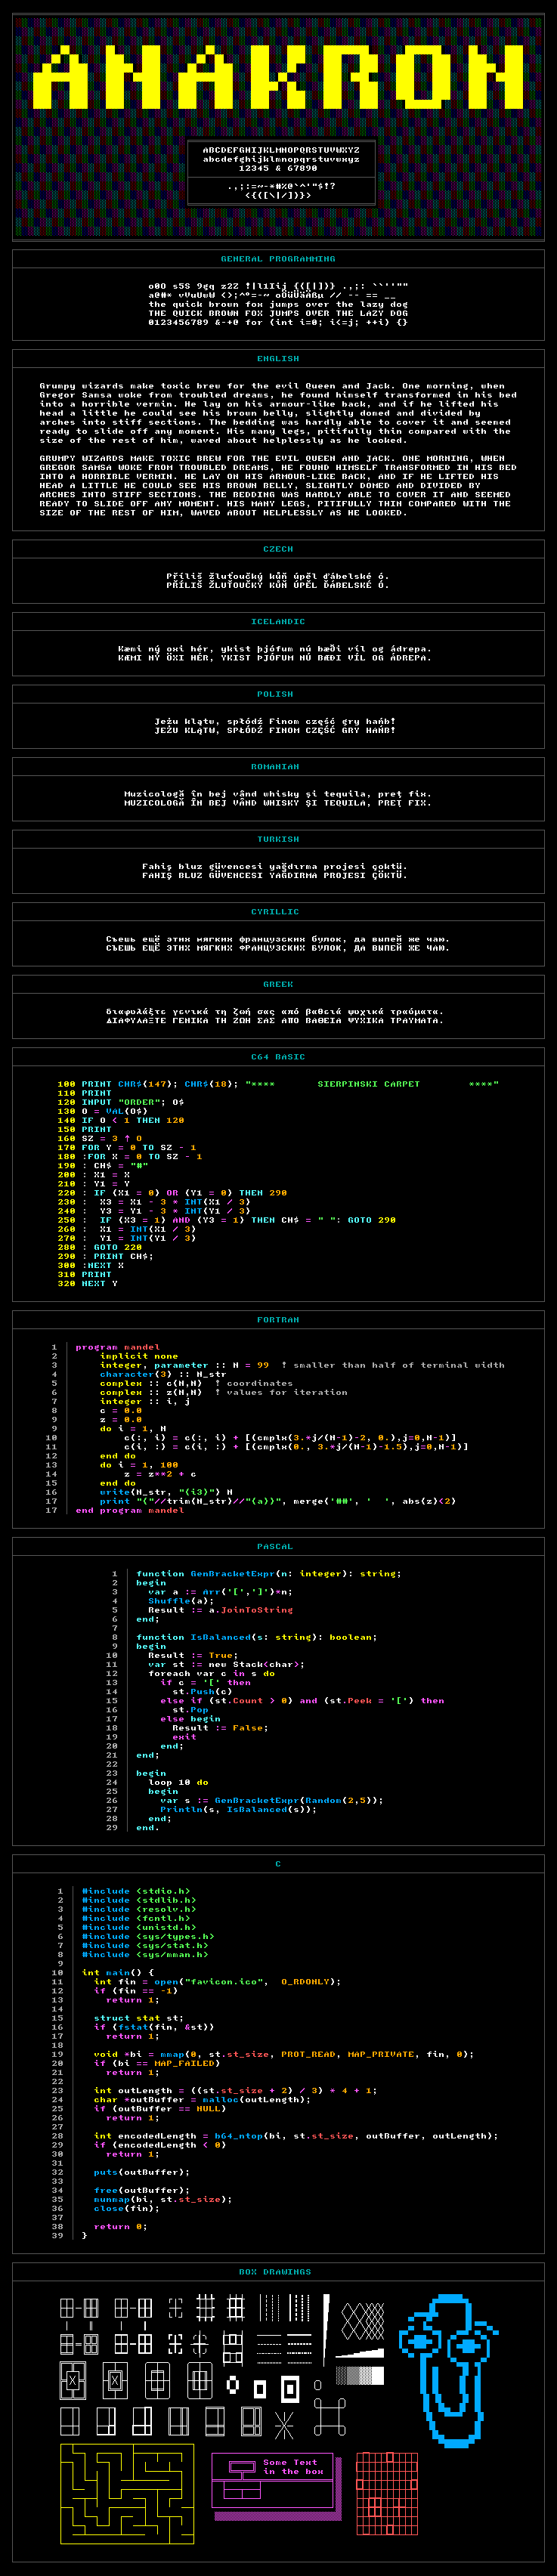 ANAKRON
ABCDEFGHIJKLMNOPQRSTUVWXYZ
abcdefghijklmnopqrstuvwxyz
12345 & 67890
.,;:=~-*#%@`^'"$!?
<{([\|/])}>
GENERAL PROGRAMMING
o0O s5S 9gq z2Z !|l1Iij {([|])} .,;: ``''""
a@#* vVuUwW <>;^°=-~ öÖüÜäÄßµ // -- == __
the quick brown fox jumps over the lazy dog
THE QUICK BROWN FOX JUMPS OVER THE LAZY DOG
0123456789 &-+@ for (int i=0; i<=j; ++i) {}
ENGLISH
Grumpy wizards make toxic brew for the evil Queen and Jack. One morning, when
Gregor Samsa woke from troubled dreams, he found himself transformed in his bed
into a horrible vermin. He lay on his armour-like back, and if he lifted his
head a little he could see his brown belly, slightly domed and divided by
arches into stiff sections. The bedding was hardly able to cover it and seemed
ready to slide off any moment. His many legs, pitifully thin compared with the
size of the rest of him, waved about helplessly as he looked.
GRUMPY WIZARDS MAKE TOXIC BREW FOR THE EVIL QUEEN AND JACK. ONE MORNING, WHEN
GREGOR SAMSA WOKE FROM TROUBLED DREAMS, HE FOUND HIMSELF TRANSFORMED IN HIS BED
INTO A HORRIBLE VERMIN. HE LAY ON HIS ARMOUR-LIKE BACK, AND IF HE LIFTED HIS
HEAD A LITTLE HE COULD SEE HIS BROWN BELLY, SLIGHTLY DOMED AND DIVIDED BY
ARCHES INTO STIFF SECTIONS. THE BEDDING WAS HARDLY ABLE TO COVER IT AND SEEMED
READY TO SLIDE OFF ANY MOMENT. HIS MANY LEGS, PITIFULLY THIN COMPARED WITH THE
SIZE OF THE REST OF HIM, WAVED ABOUT HELPLESSLY AS HE LOOKED.
CZECH
Příliš žluťoučký kůň úpěl ďábelské ó.
PŘÍLIŠ ŽLUŤOUČKÝ KŮŇ ÚPĚL ĎÁBELSKÉ Ó.
ICELANDIC
Kæmi ný öxi hér, ykist þjófum nú bæði víl og ádrepa.
KÆMI NÝ ÖXI HÉR, YKIST ÞJÓFUM NÚ BÆÐI VÍL OG ÁDREPA.
POLISH
Jeżu klątw, spłódź Finom część gry hańb!
JEŻU KLĄTW, SPŁÓDŹ FINOM CZĘŚĆ GRY HAŃB!
ROMANIAN
Muzicologă în bej vând whisky și tequila, preț fix.
MUZICOLOGĂ ÎN BEJ VÂND WHISKY ȘI TEQUILA, PREȚ FIX.
TURKISH
Fahiş bluz güvencesi yağdırma projesi çöktü.
FAHIŞ BLUZ GÜVENCESI YAĞDIRMA PROJESI ÇÖKTÜ.
CYRILLIC
Съешь ещё этих мягких французских булок, да выпей же чаю.
СЪЕШЬ ЕЩЁ ЭТИХ МЯГКИХ ФРАНЦУЗСКИХ БУЛОК, ДА ВЫПЕЙ ЖЕ ЧАЮ.
GREEK
διαφυλάξτε γενικά τη ζωή σας από βαθειά ψυχικά τραύματα.
ΔΙΑΦΥΛΑΞΤΕ ΓΕΝΙΚΑ ΤΗ ΖΩΗ ΣΑΣ ΑΠΟ ΒΑΘΕΙΑ ΨΥΧΙΚΑ ΤΡΑΥΜΑΤΑ.
C64 BASIC
100 PRINT CHR$(147); CHR$(18); "****       SIERPINSKI CARPET        ****"
110 PRINT
120 INPUT "ORDER"; O$
130 O = VAL(O$)
140 IF O < 1 THEN 120
150 PRINT
160 SZ = 3 ↑ O
170 FOR Y = 0 TO SZ - 1
180 :FOR X = 0 TO SZ - 1
190 : CH$ = "#"
200 : X1 = X
210 : Y1 = Y
220 : IF (X1 = 0) OR (Y1 = 0) THEN 290
230 :  X3 = X1 - 3 * INT(X1 / 3)
240 :  Y3 = Y1 - 3 * INT(Y1 / 3)
250 :  IF (X3 = 1) AND (Y3 = 1) THEN CH$ = " ": GOTO 290
260 :  X1 = INT(X1 / 3)
270 :  Y1 = INT(Y1 / 3)
280 : GOTO 220
290 : PRINT CH$;
300 :NEXT X
310 PRINT
320 NEXT Y
FORTRAN
1 program mandel
2     implicit none
3     integer, parameter :: N = 99  ! smaller than half of terminal width
4     character(3) :: N_str
5     complex :: c(N,N)  ! coordinates
6     complex :: z(N,N)  ! values for iteration
7     integer :: i, j
8     c = 0.0
9     z = 0.0
9     do i = 1, N
10         c(:, i) = c(:, i) + [(cmplx(3.*j/(N-1)-2, 0.),j=0,N-1)]
11         c(i, :) = c(i, :) + [(cmplx(0., 3.*j/(N-1)-1.5),j=0,N-1)]
12     end do
13     do i = 1, 100
14         z = z**2 + c
15     end do
16     write(N_str, "(i3)") N
17     print "("//trim(N_str)//"(a))", merge('##', '  ', abs(z)<2)
17 end program mandel
PASCAL
1 function GenBracketExpr(n: integer): string;
2 begin
3   var a := Arr('[',']')*n;
4   Shuffle(a);
5   Result := a.JoinToString
6 end;
7
8 function IsBalanced(s: string): boolean;
9 begin
10   Result := True;
11   var st := new Stack<char>;
12   foreach var c in s do
13     if c = '[' then
14       st.Push(c)
15     else if (st.Count > 0) and (st.Peek = '[') then
16       st.Pop
17     else begin
18       Result := False;
19       exit
20     end;
21 end;
22
23 begin
24   loop 10 do
25   begin
26     var s := GenBracketExpr(Random(2,5));
27     Println(s, IsBalanced(s));
28   end;
29 end.
C
1 #include <stdio.h>
2 #include <stdlib.h>
3 #include <resolv.h>
4 #include <fcntl.h>
5 #include <unistd.h>
6 #include <sys/types.h>
7 #include <sys/stat.h>
8 #include <sys/mman.h>
9
10 int main() {
11   int fin = open("favicon.ico",  O_RDONLY);
12   if (fin == -1)
13     return 1;
14
15   struct stat st;
16   if (fstat(fin, &st))
17     return 1;
18
19   void *bi = mmap(0, st.st_size, PROT_READ, MAP_PRIVATE, fin, 0);
20   if (bi == MAP_FAILED)
21     return 1;
22
23   int outLength = ((st.st_size + 2) / 3) * 4 + 1;
24   char *outBuffer = malloc(outLength);
25   if (outBuffer == NULL)
26     return 1;
27
28   int encodedLength = b64_ntop(bi, st.st_size, outBuffer, outLength);
29   if (encodedLength < 0)
30     return 1;
31
32   puts(outBuffer);
33
34   free(outBuffer);
35   munmap(bi, st.st_size);
36   close(fin);
37
38   return 0;
39 }
BOX DRAWINGS
Some Text
in the box